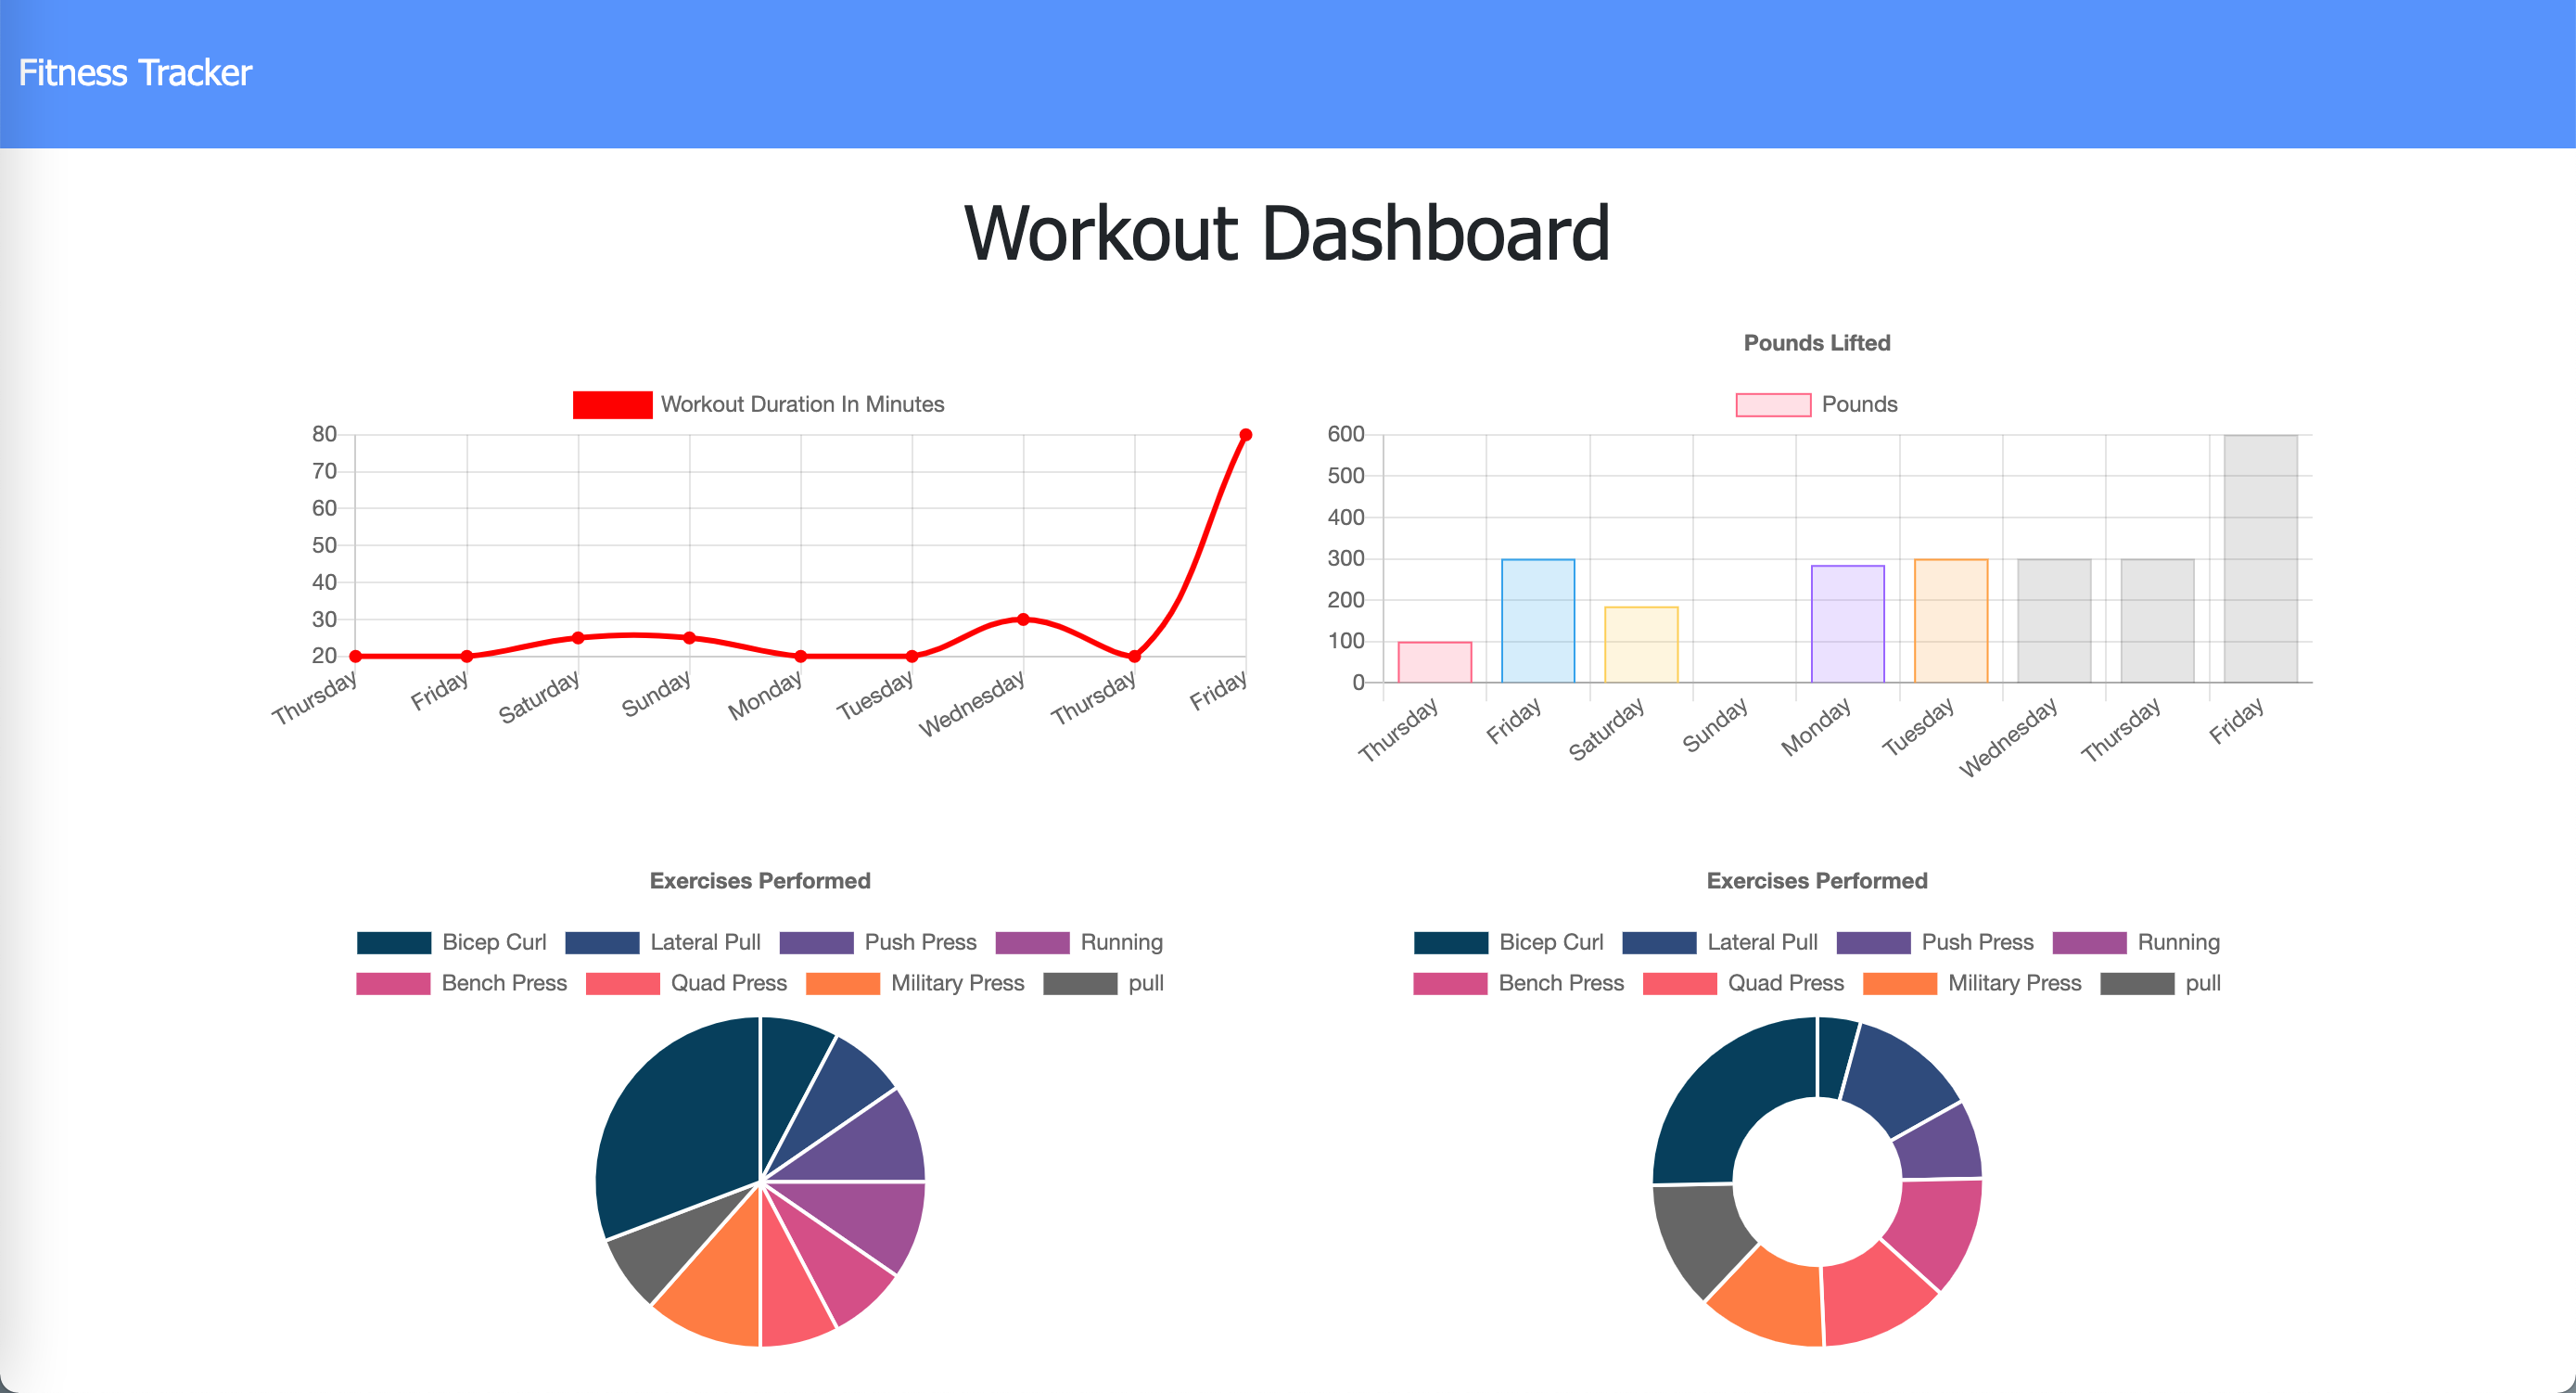 Fitness Tracker
Workout Dashboard
Workout Duration In Minutes
80
70
60
50
40
30
20
Thursday Friday Saturday Sunday Monday Tuesday Wednesday Thursday Friday
Pounds Lifted
Pounds
600
500
400
300
200
100
0
Thursday Friday Saturday Sunday Monday Tuesday Wednesday Thursday Friday
Exercises Performed
Bicep Curl Lateral Pull Push Press Running
Bench Press Quad Press Military Press pull
Exercises Performed
Bicep Curl Lateral Pull Push Press Running
Bench Press Quad Press Military Press pull